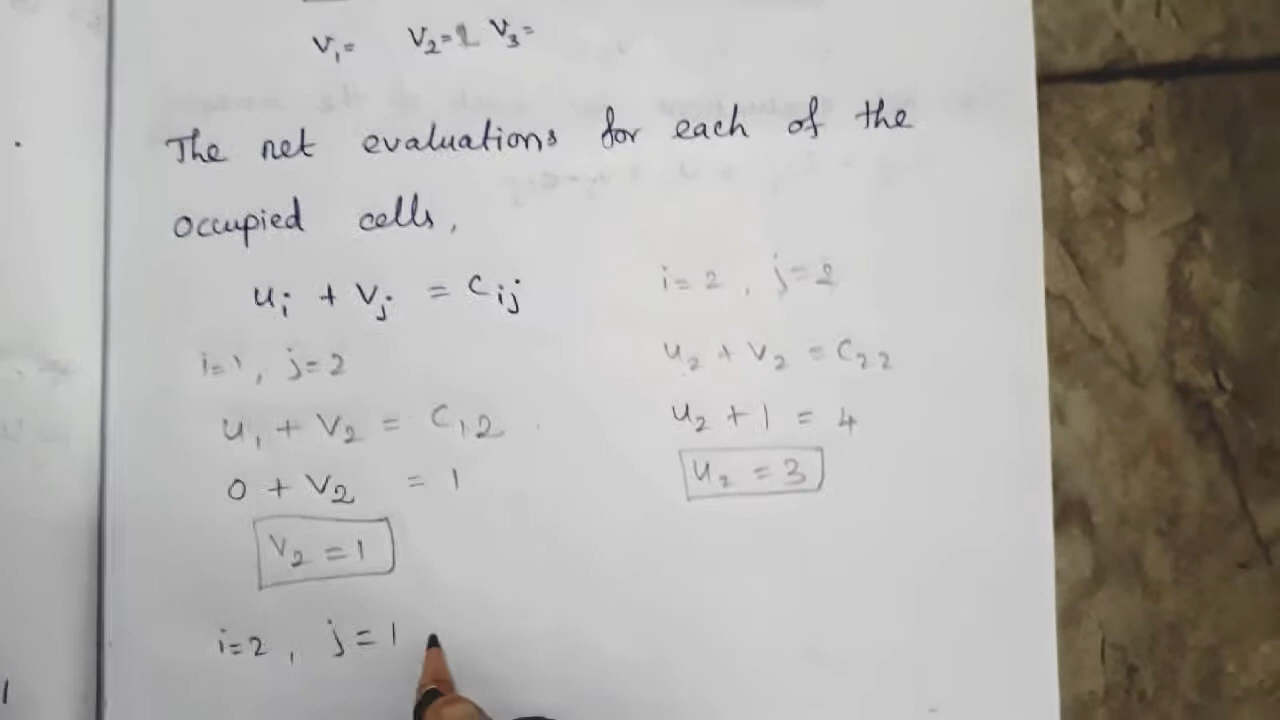 V₁= V₂=1 V₃=
The net evaluations for each of the
occupied cells,
uᵢ + vⱼ = cᵢⱼ
i=1, j=2
u₁ + v₂ = C₁₂
0 + v₂ = 1
v₂ = 1
i=2, j=2
u₂ + v₂ = C₂₂
u₂ + 1 = 4
u₂ = 3
i=2, j=1